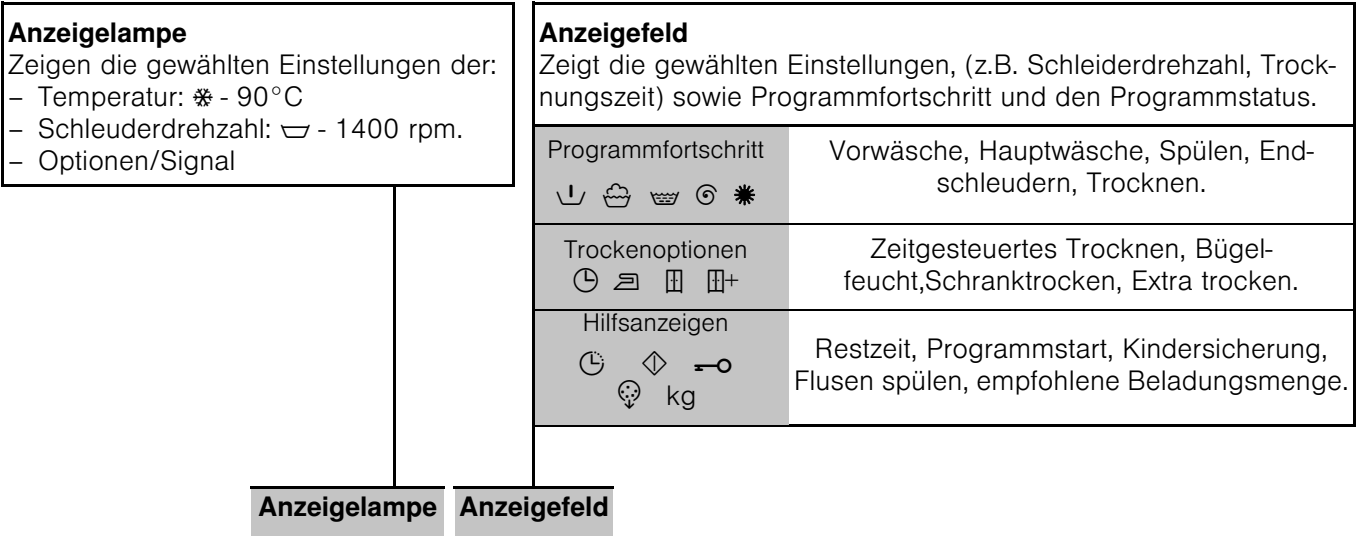 Anzeigelampe
Zeigen die gewählten Einstellungen der:
– Temperatur: ❄ - 90°C
– Schleuderdrehzahl: - 1400 rpm.
– Optionen/Signal
Anzeigefeld
Zeigt die gewählten Einstellungen, (z.B. Schleiderdrehzahl, Trock-
nungszeit) sowie Programmfortschritt und den Programmstatus.
Programmfortschritt
Vorwäsche, Hauptwäsche, Spülen, End-
schleudern, Trocknen.
Trockenoptionen
+
Zeitgesteuertes Trocknen, Bügel-
feucht,Schranktrocken, Extra trocken.
Hilfsanzeigen
kg
Restzeit, Programmstart, Kindersicherung,
Flusen spülen, empfohlene Beladungsmenge.
Anzeigelampe
Anzeigefeld